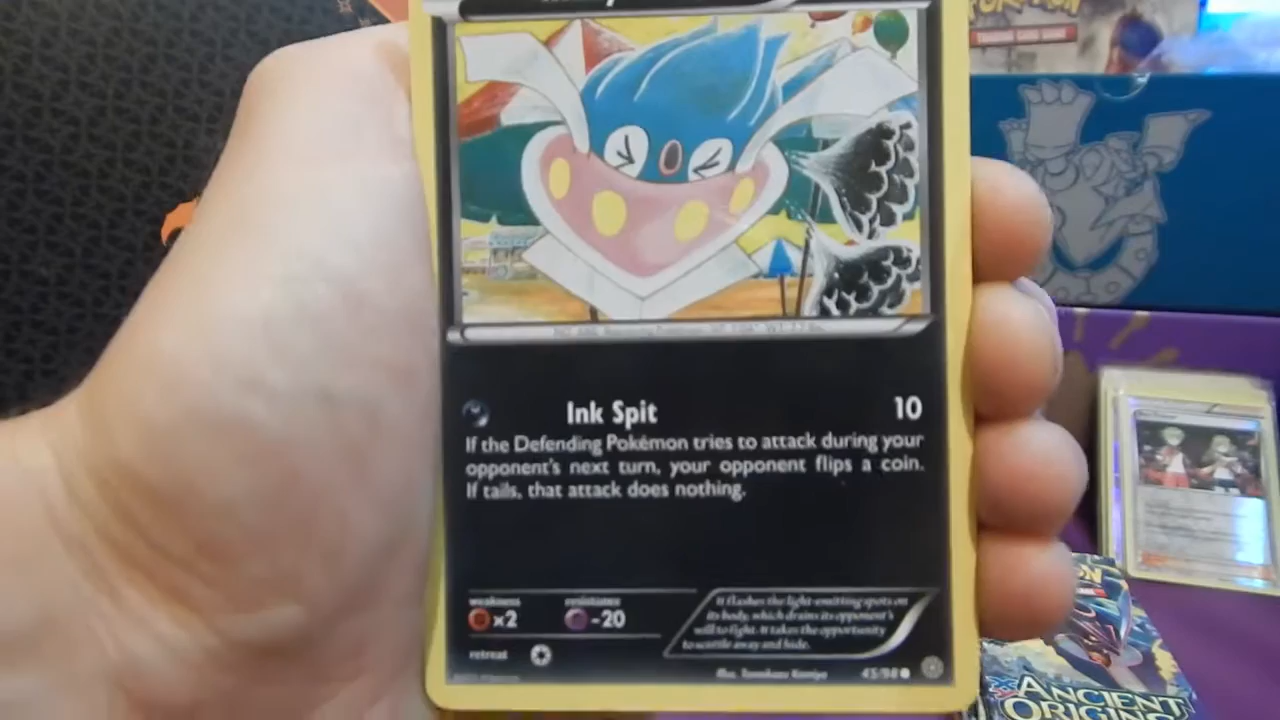 POKÉMON
Ink Spit 10
If the Defending Pokémon tries to attack during your
opponent's next turn, your opponent flips a coin.
If tails, that attack does nothing.
weakness
resistance
×2
-20
It flashes the light-emitting spots on
its body, which drains its opponent's
will to fight. It takes the opportunity
to scuttle away and hide.
retreat
Illus. Tomokazu Komiya
45/98
ON
ANCIENT
ORIGINS